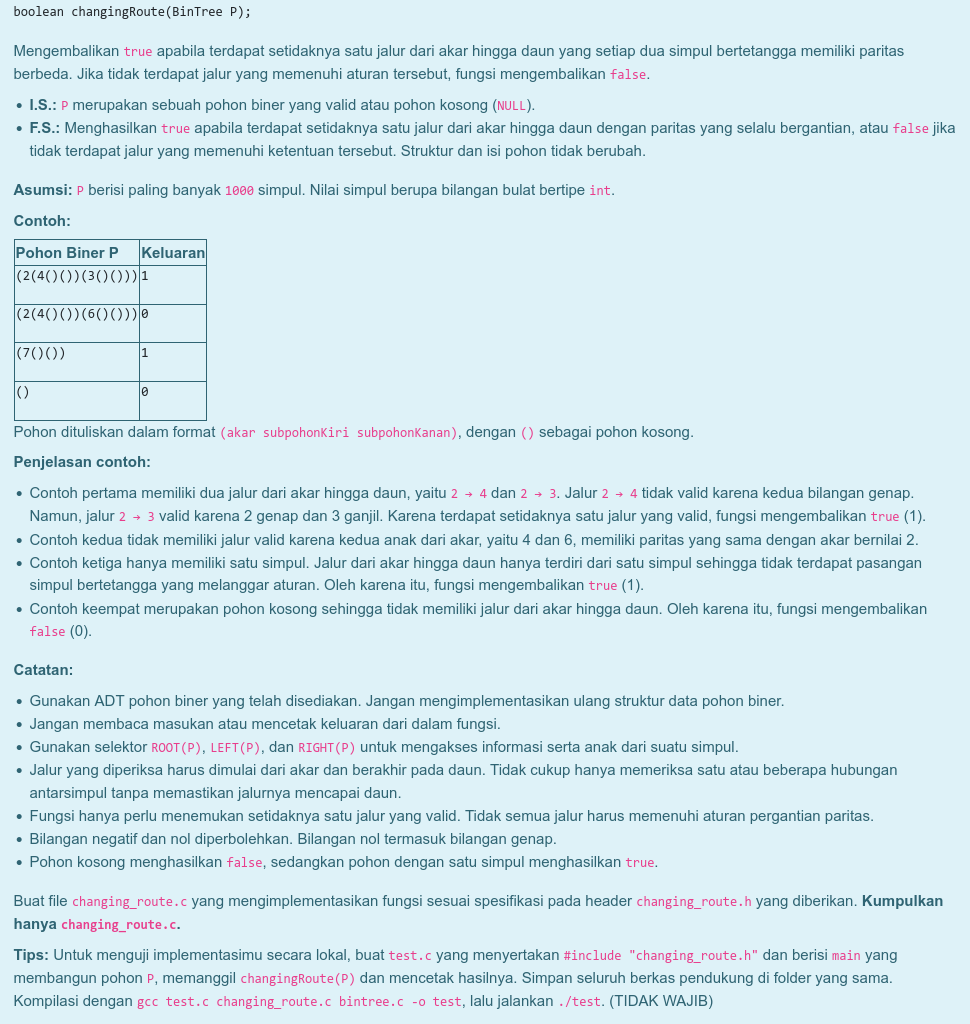 boolean changingRoute(BinTree P);
Mengembalikan true apabila terdapat setidaknya satu jalur dari akar hingga daun yang setiap dua simpul bertetangga memiliki paritas
berbeda. Jika tidak terdapat jalur yang memenuhi aturan tersebut, fungsi mengembalikan false.
• I.S.: P merupakan sebuah pohon biner yang valid atau pohon kosong (NULL).
• F.S.: Menghasilkan true apabila terdapat setidaknya satu jalur dari akar hingga daun dengan paritas yang selalu bergantian, atau false jika
tidak terdapat jalur yang memenuhi ketentuan tersebut. Struktur dan isi pohon tidak berubah.
Asumsi: P berisi paling banyak 1000 simpul. Nilai simpul berupa bilangan bulat bertipe int.
Contoh:
Pohon Biner P Keluaran
(2(4()())(3()())) 1
(2(4()())(6()())) 0
(7()()) 1
() 0
Pohon dituliskan dalam format (akar subpohonKiri subpohonKanan), dengan () sebagai pohon kosong.
Penjelasan contoh:
• Contoh pertama memiliki dua jalur dari akar hingga daun, yaitu 2 → 4 dan 2 → 3. Jalur 2 → 4 tidak valid karena kedua bilangan genap.
Namun, jalur 2 → 3 valid karena 2 genap dan 3 ganjil. Karena terdapat setidaknya satu jalur yang valid, fungsi mengembalikan true (1).
• Contoh kedua tidak memiliki jalur valid karena kedua anak dari akar, yaitu 4 dan 6, memiliki paritas yang sama dengan akar bernilai 2.
• Contoh ketiga hanya memiliki satu simpul. Jalur dari akar hingga daun hanya terdiri dari satu simpul sehingga tidak terdapat pasangan
simpul bertetangga yang melanggar aturan. Oleh karena itu, fungsi mengembalikan true (1).
• Contoh keempat merupakan pohon kosong sehingga tidak memiliki jalur dari akar hingga daun. Oleh karena itu, fungsi mengembalikan
false (0).
Catatan:
• Gunakan ADT pohon biner yang telah disediakan. Jangan mengimplementasikan ulang struktur data pohon biner.
• Jangan membaca masukan atau mencetak keluaran dari dalam fungsi.
• Gunakan selektor ROOT(P), LEFT(P), dan RIGHT(P) untuk mengakses informasi serta anak dari suatu simpul.
• Jalur yang diperiksa harus dimulai dari akar dan berakhir pada daun. Tidak cukup hanya memeriksa satu atau beberapa hubungan
antarsimpul tanpa memastikan jalurnya mencapai daun.
• Fungsi hanya perlu menemukan setidaknya satu jalur yang valid. Tidak semua jalur harus memenuhi aturan pergantian paritas.
• Bilangan negatif dan nol diperbolehkan. Bilangan nol termasuk bilangan genap.
• Pohon kosong menghasilkan false, sedangkan pohon dengan satu simpul menghasilkan true.
Buat file changing_route.c yang mengimplementasikan fungsi sesuai spesifikasi pada header changing_route.h yang diberikan. Kumpulkan
hanya changing_route.c.
Tips: Untuk menguji implementasimu secara lokal, buat test.c yang menyertakan #include "changing_route.h" dan berisi main yang
membangun pohon P, memanggil changingRoute(P) dan mencetak hasilnya. Simpan seluruh berkas pendukung di folder yang sama.
Kompilasi dengan gcc test.c changing_route.c bintree.c -o test, lalu jalankan ./test. (TIDAK WAJIB)